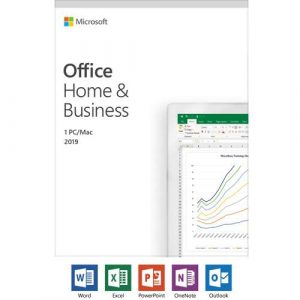 Microsoft
Office
Home &
Business
1 PC/Mac
2019
Word
Excel
PowerPoint
OneNote
Outlook